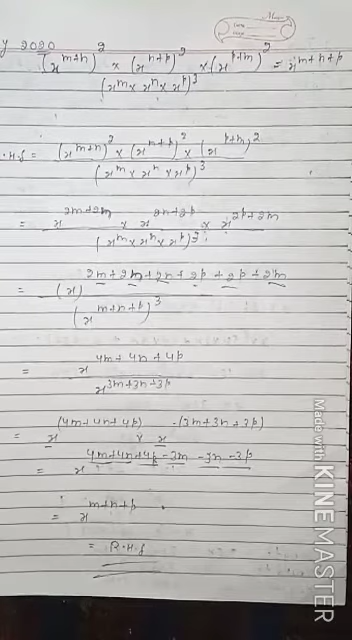 y 2020
(x^{m+n})^2 × (x^{n+p})^2 × (x^{p+m})^2 = x^{m+n+p}
(x^m × x^n × x^p)^3
.H.S = (x^{m+n})^2 × (x^{n+p})^2 × (x^{p+m})^2
(x^m × x^n × x^p)^3
= x^{2m+2n} × x^{2n+2p} × x^{2p+2m}
(x^m × x^n × x^p)^3
= (x)^{2m+2n+2n+2p+2p+2m}
(x^{m+n+p})^3
= x^{4m+4n+4p}
x^{3m+3n+3p}
= x^{(4m+4n+4p)} × x^{-(3m+3n+3p)}
= x^{4m+4n+4p-3m-3n-3p}
= x^{m+n+p}
= R.H.S
Made with KINEMASTER